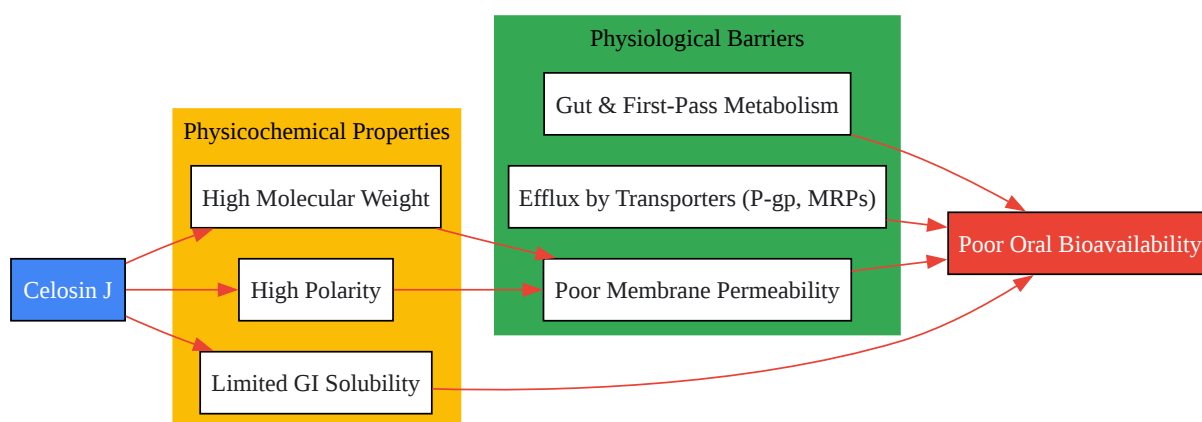 Celosin J
Physicochemical Properties
High Molecular Weight
High Polarity
Limited GI Solubility
Physiological Barriers
Gut & First-Pass Metabolism
Efflux by Transporters (P-gp, MRPs)
Poor Membrane Permeability
Poor Oral Bioavailability